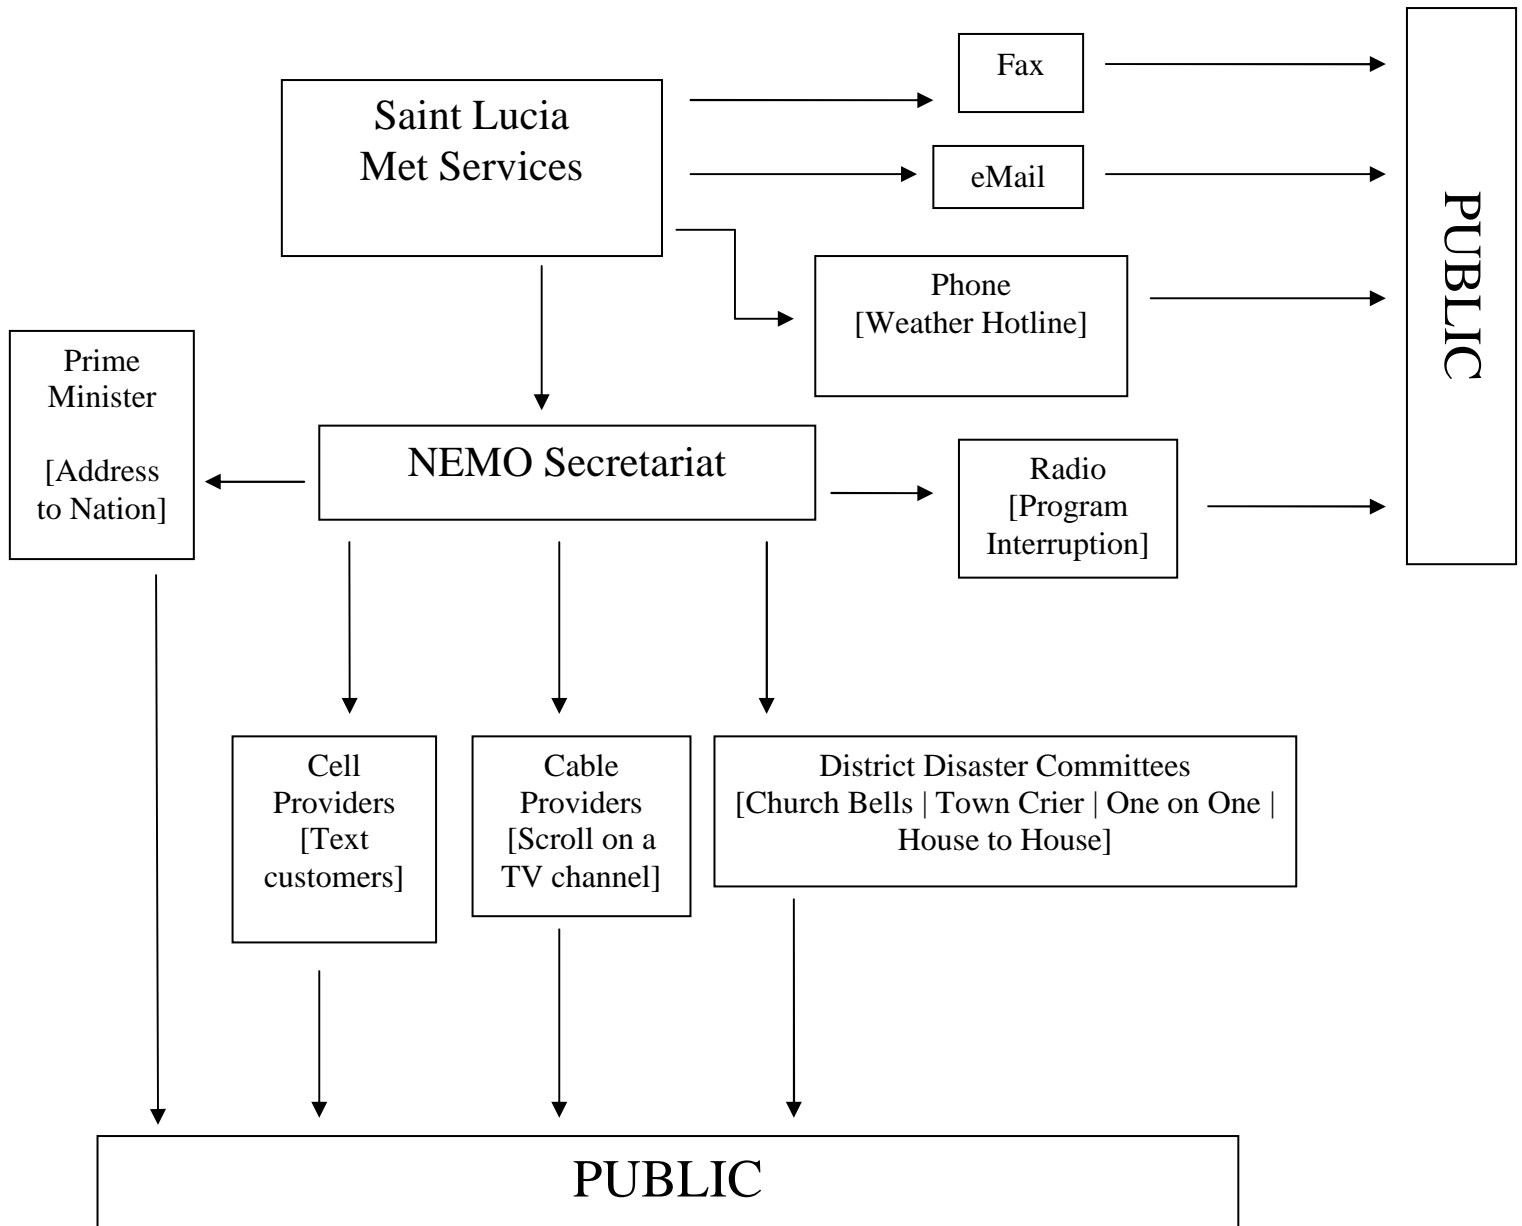 Fax
Saint Lucia
Met Services
eMail
PUBLIC
Phone
[Weather Hotline]
Prime
Minister
[Address
to Nation]
NEMO Secretariat
Radio
[Program
Interruption]
Cell
Providers
[Text
customers]
Cable
Providers
[Scroll on a
TV channel]
District Disaster Committees
[Church Bells | Town Crier | One on One |
House to House]
PUBLIC